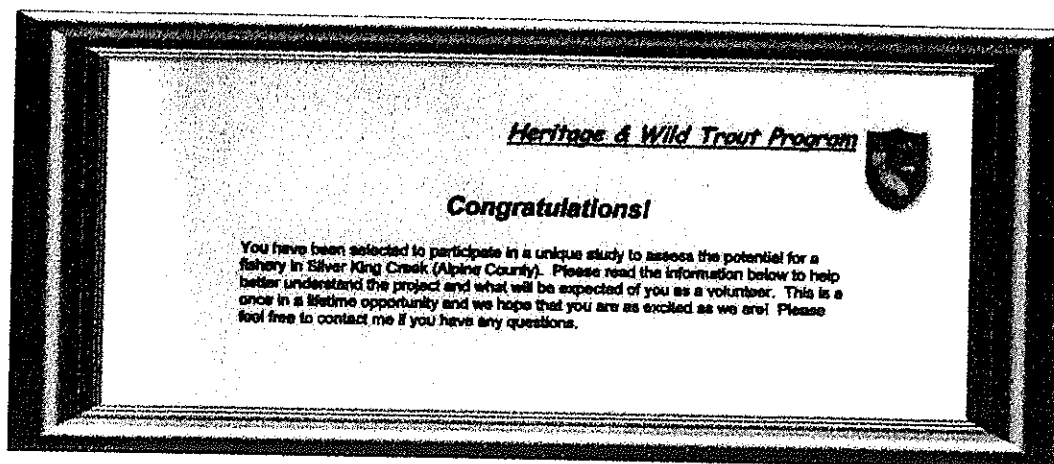 Heritage & Wild Trout Program
Congratulations!
You have been selected to participate in a unique study to assess the potential for a
fishery in Silver King Creek (Alpine County). Please read the information below to help
better understand the project and what will be expected of you as a volunteer. This is a
once in a lifetime opportunity and we hope that you are as excited as we are! Please
feel free to contact me if you have any questions.